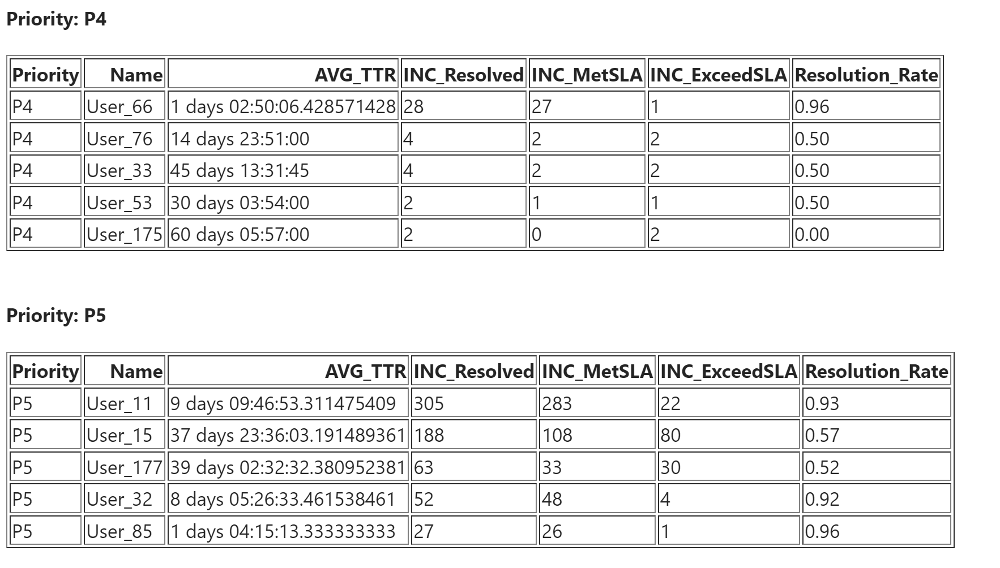 Priority: P4
Priority Name AVG_TTR INC_Resolved INC_MetSLA INC_ExceedSLA Resolution_Rate
P4 User_66 1 days 02:50:06.428571428 28 27 1 0.96
P4 User_76 14 days 23:51:00 4 2 2 0.50
P4 User_33 45 days 13:31:45 4 2 2 0.50
P4 User_53 30 days 03:54:00 2 1 1 0.50
P4 User_175 60 days 05:57:00 2 0 2 0.00
Priority: P5
Priority Name AVG_TTR INC_Resolved INC_MetSLA INC_ExceedSLA Resolution_Rate
P5 User_11 9 days 09:46:53.311475409 305 283 22 0.93
P5 User_15 37 days 23:36:03.191489361 188 108 80 0.57
P5 User_177 39 days 02:32:32.380952381 63 33 30 0.52
P5 User_32 8 days 05:26:33.461538461 52 48 4 0.92
P5 User_85 1 days 04:15:13.333333333 27 26 1 0.96